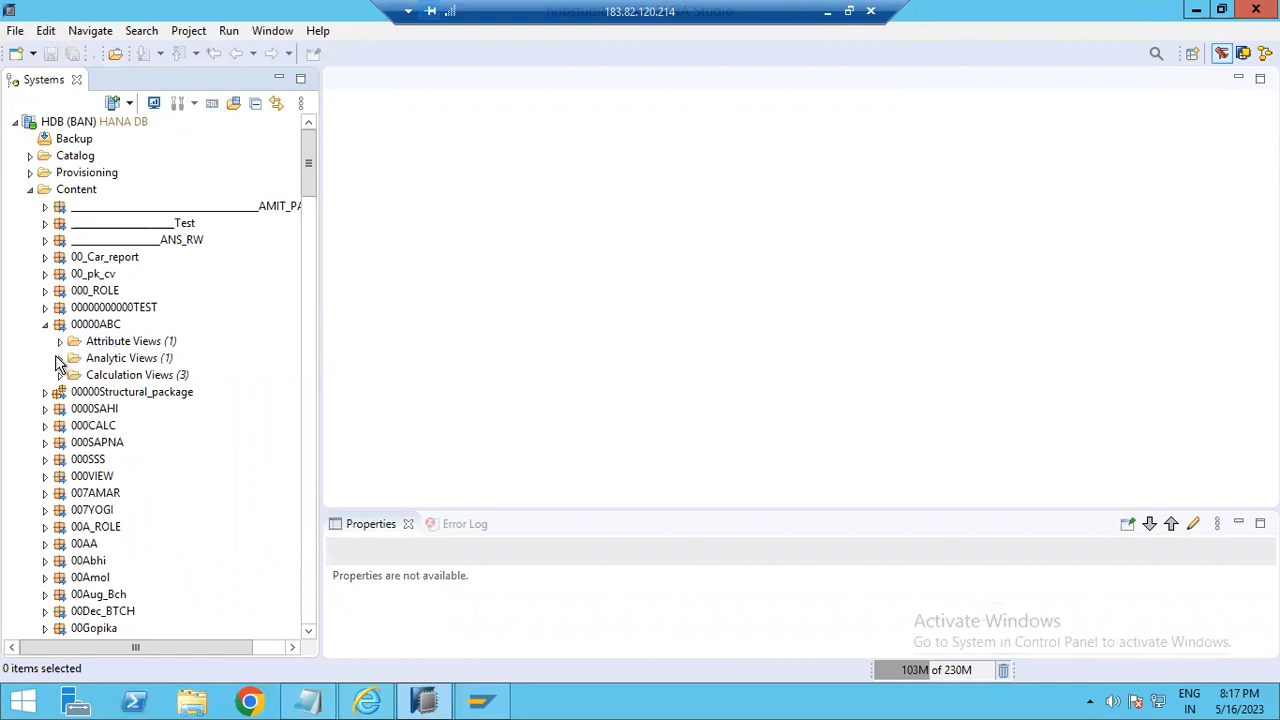 183.82.120.214
File Edit Navigate Search Project Run Window Help
Systems
HDB (BAN) HANA DB
Backup
Catalog
Provisioning
Content
___________________________________AMIT_PA
___________________Test
________________ANS_RW
00_Car_report
00_pk_cv
000_ROLE
00000000000TEST
00000ABC
Attribute Views (1)
Analytic Views (1)
Calculation Views (3)
00000Structural_package
0000SAHI
000CALC
000SAPNA
000SSS
000VIEW
007AMAR
007YOGI
00A_ROLE
00AA
00Abhi
00Amol
00Aug_Bch
00Dec_BTCH
00Gopika
Properties Error Log
Properties are not available.
Activate Windows
Go to System in Control Panel to activate Windows.
0 items selected
103M of 230M
ENG
IN
8:17 PM
5/16/2023